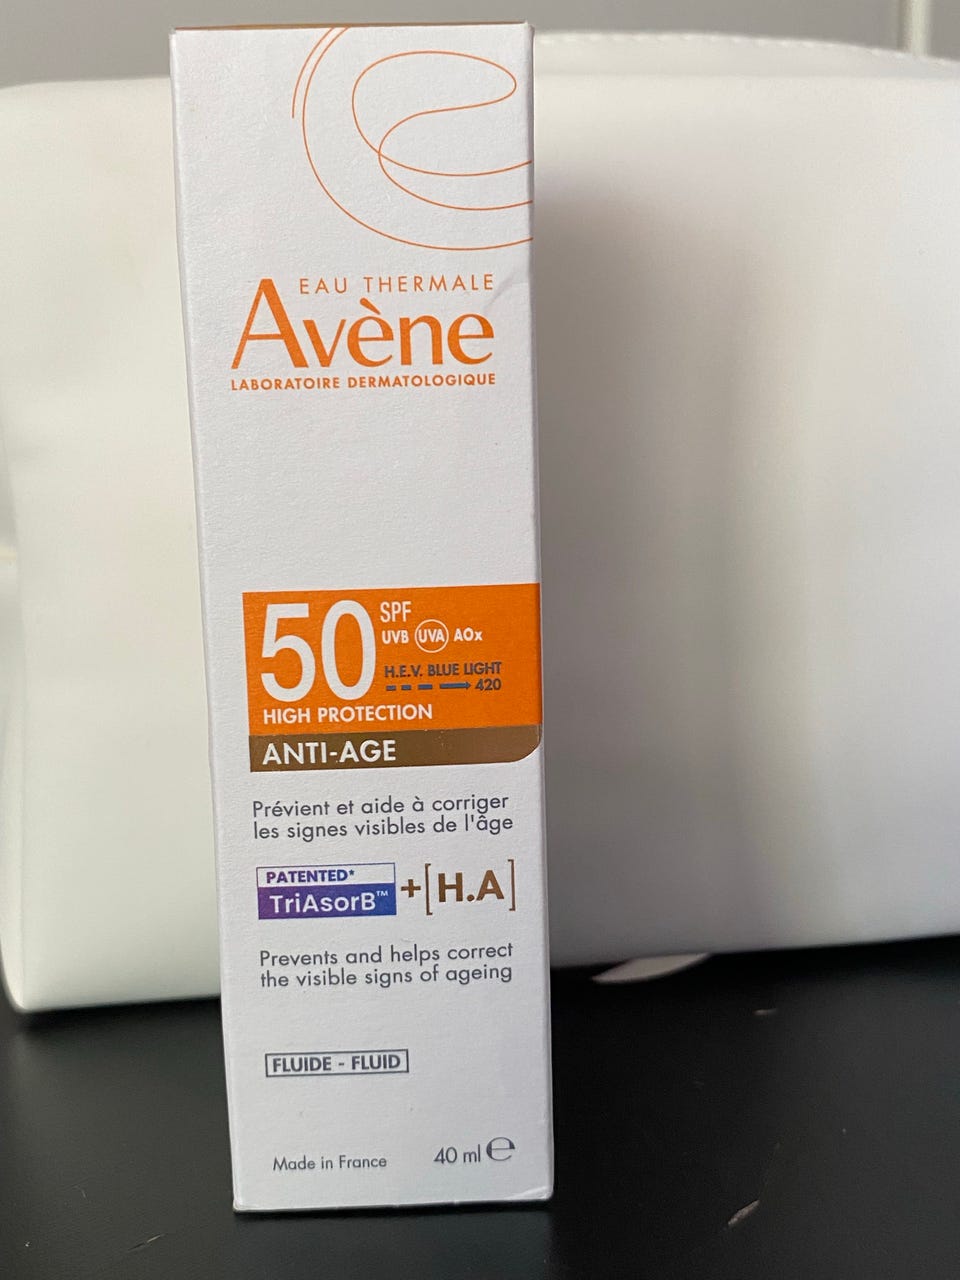 EAU THERMALE
Avène
LABORATOIRE DERMATOLOGIQUE
50 SPF
UVB UVA AOx
H.E.V. BLUE LIGHT
420
HIGH PROTECTION
ANTI-AGE
Prévient et aide à corriger
les signes visibles de l'âge
PATENTED*
TriAsorB™ +[H.A]
Prevents and helps correct
the visible signs of ageing
FLUIDE - FLUID
Made in France 40 ml ℮